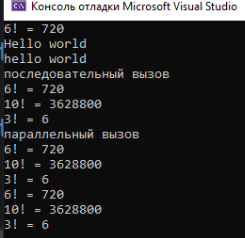 Консоль отладки Microsoft Visual Studio
6! = 720
Hello world
hello world
последовательный вызов
6! = 720
10! = 3628800
3! = 6
параллельный вызов
6! = 720
10! = 3628800
3! = 6
6! = 720
10! = 3628800
3! = 6